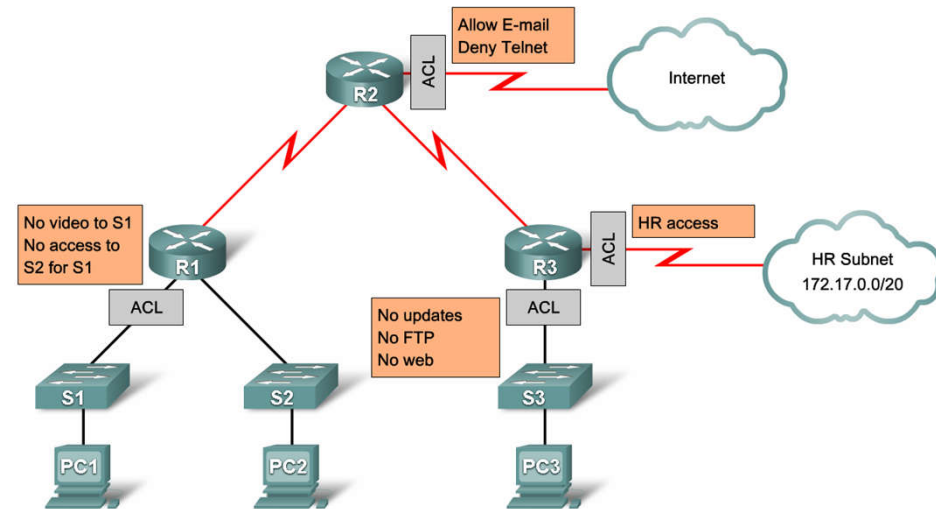 Allow E-mail
Deny Telnet
ACL
Internet
R2
No video to S1
No access to
S2 for S1
R1
ACL
R3
ACL
HR access
HR Subnet
172.17.0.0/20
No updates
No FTP
No web
ACL
S1
S2
S3
PC1
PC2
PC3